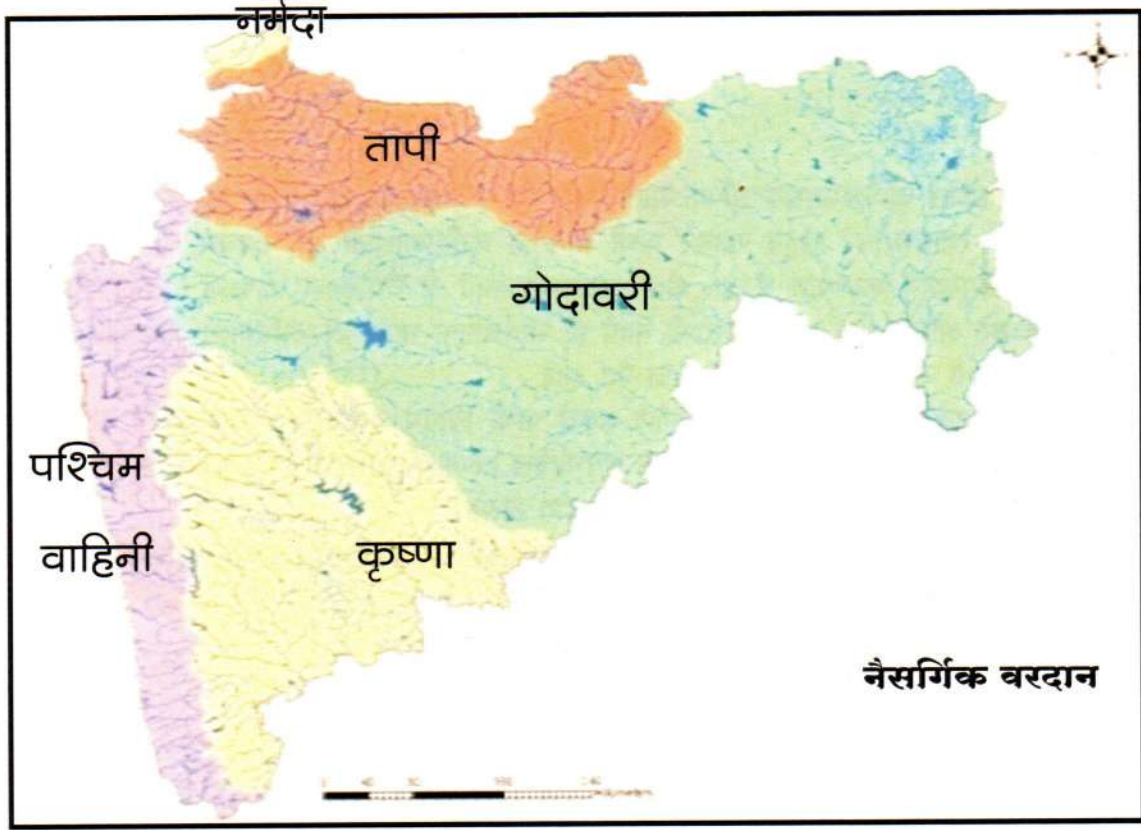 नर्मदा
तापी
गोदावरी
पश्चिम
वाहिनी
कृष्णा
नैसर्गिक वरदान